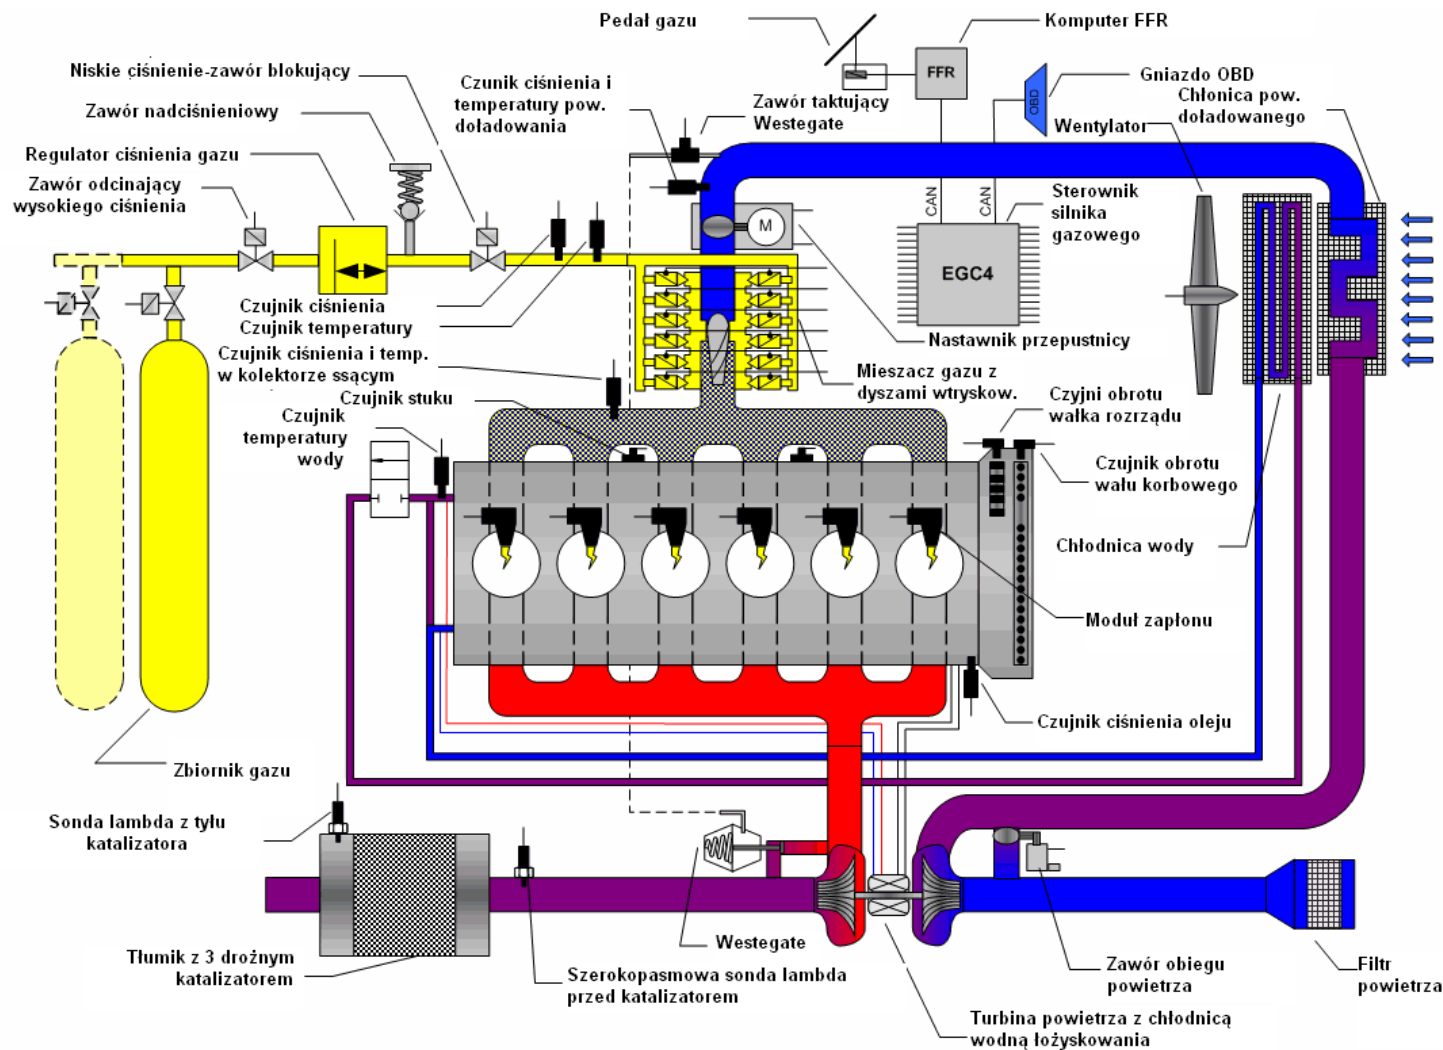 Pedał gazu
Komputer FFR
FFR
Niskie ciśnienie-zawór blokujący
Czunik ciśnienia i
temperatury pow.
doładowania
Zawór taktujący
Westegate
Gniazdo OBD
OBD
Chłonica pow.
doładowanego
Wentylator
Zawór nadciśnieniowy
Regulator ciśnienia gazu
Zawór odcinający
wysokiego ciśnienia
CAN
CAN
Sterownik
silnika
gazowego
M
EGC4
Czujnik ciśnienia
Czujnik temperatury
Nastawnik przepustnicy
Czujnik ciśnienia i temp.
w kolektorze ssącym
Mieszacz gazu z
dyszami wtryskow.
Czujnik stuku
Czujnik
temperatury
wody
Czyjni obrotu
wałka rozrządu
Czujnik obrotu
wału korbowego
Chłodnica wody
Moduł zapłonu
Czujnik ciśnienia oleju
Zbiornik gazu
Sonda lambda z tyłu
katalizatora
Tłumik z 3 drożnym
katalizatorem
Westegate
Szerokopasmowa sonda lambda
przed katalizatorem
Zawór obiegu
powietrza
Filtr
powietrza
Turbina powietrza z chłodnicą
wodną łożyskowania